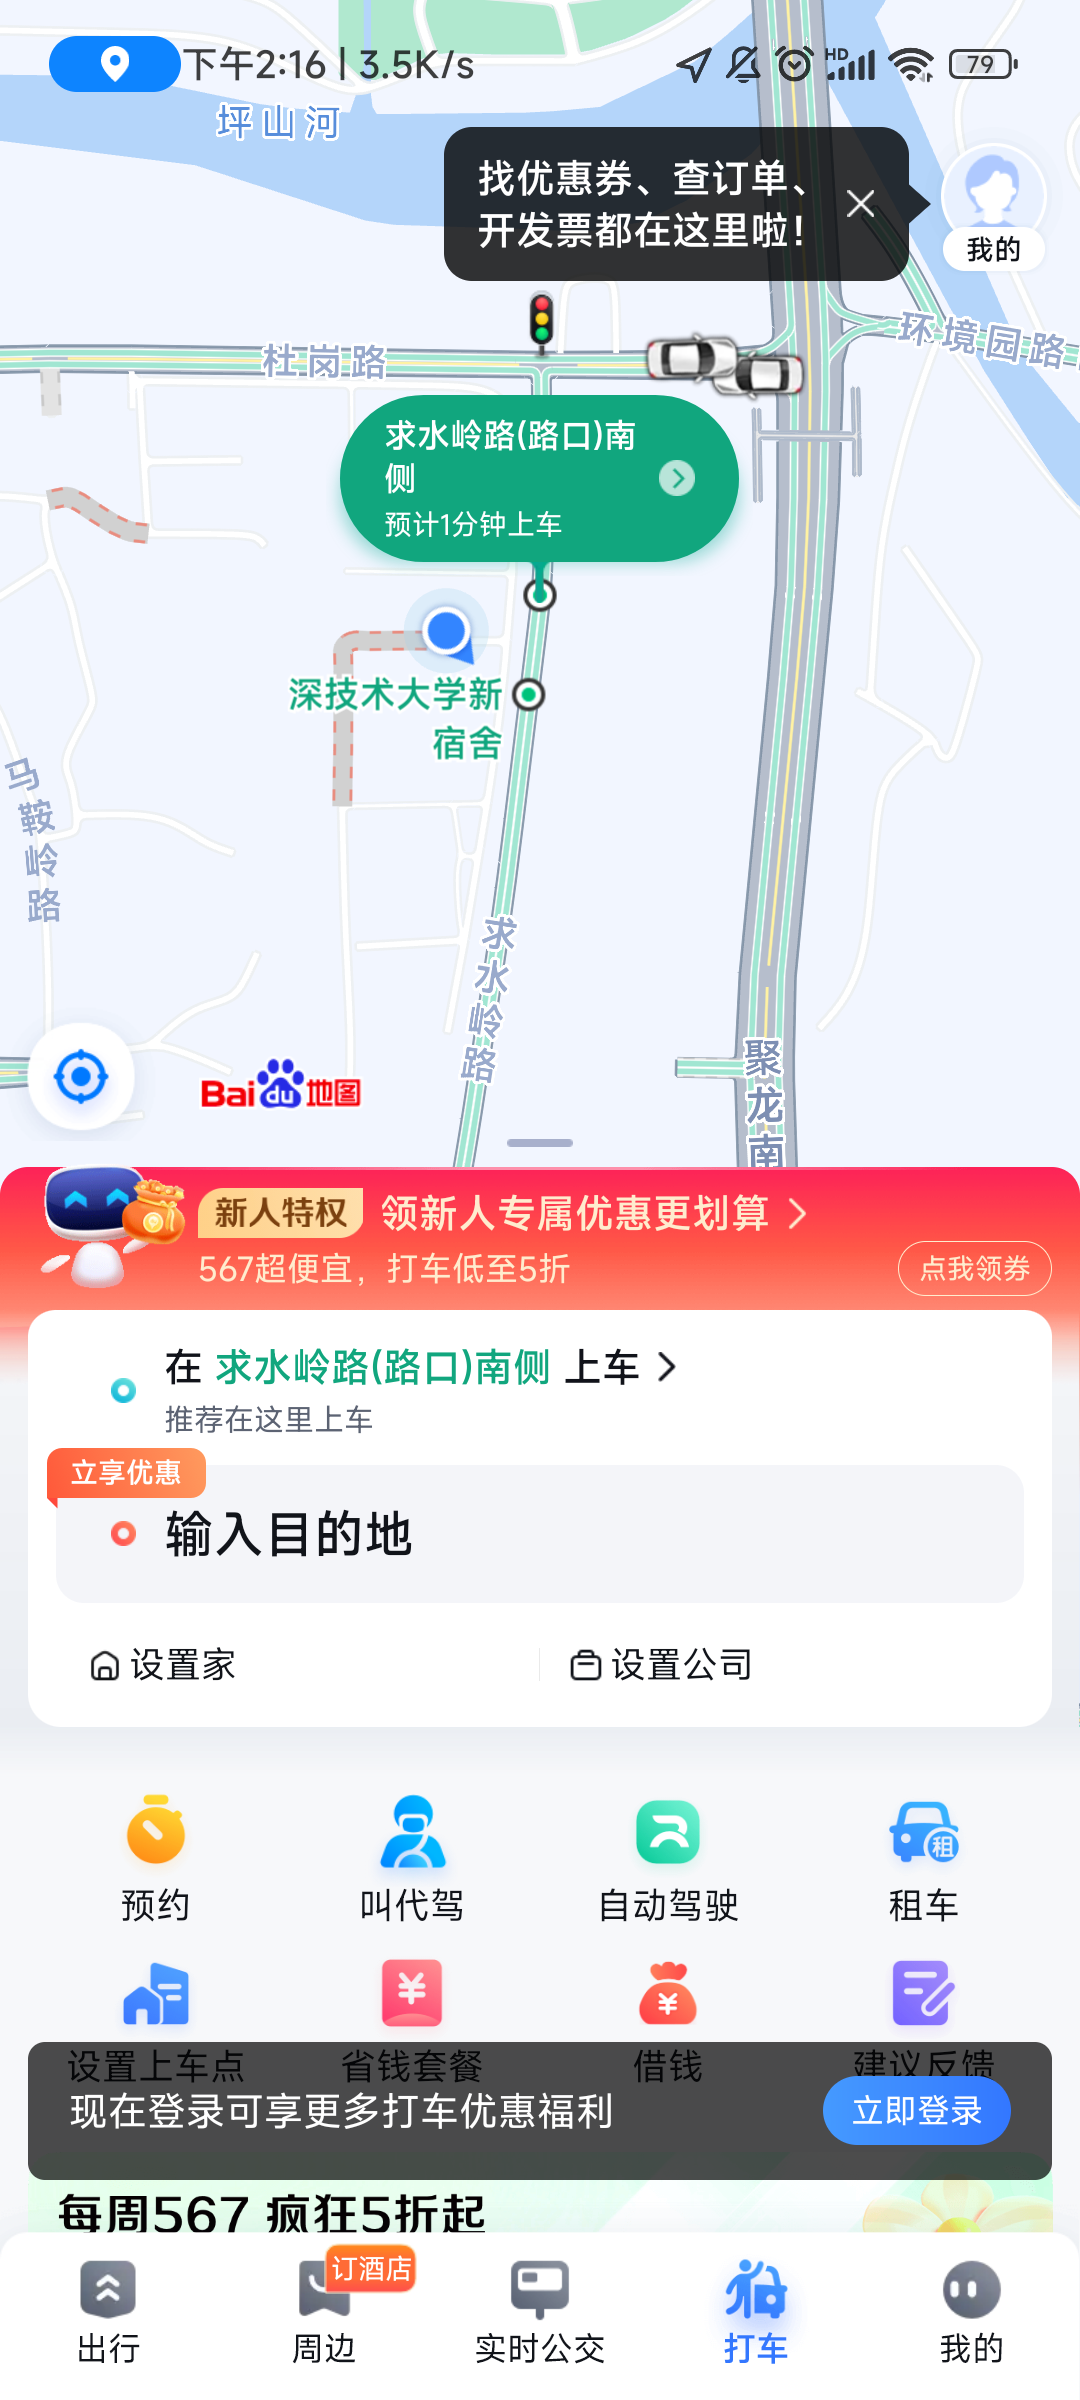 下午2:16 | 3.5K/s
HD
79
坪山河
找优惠券、查订单、
开发票都在这里啦！
我的
环境园路
杜岗路
求水岭路(路口)南
侧
预计1分钟上车
深技术大学新
宿舍
马鞍岭路
求水岭路
聚龙南
Bai du 地图
新人特权
领新人专属优惠更划算
567超便宜，打车低至5折
点我领券
在 求水岭路(路口)南侧 上车
推荐在这里上车
立享优惠
输入目的地
设置家
设置公司
预约
叫代驾
自动驾驶
租
租车
设置上车点
省钱套餐
借钱
建议反馈
现在登录可享更多打车优惠福利
立即登录
每周567 疯狂5折起
订酒店
出行
周边
实时公交
打车
我的